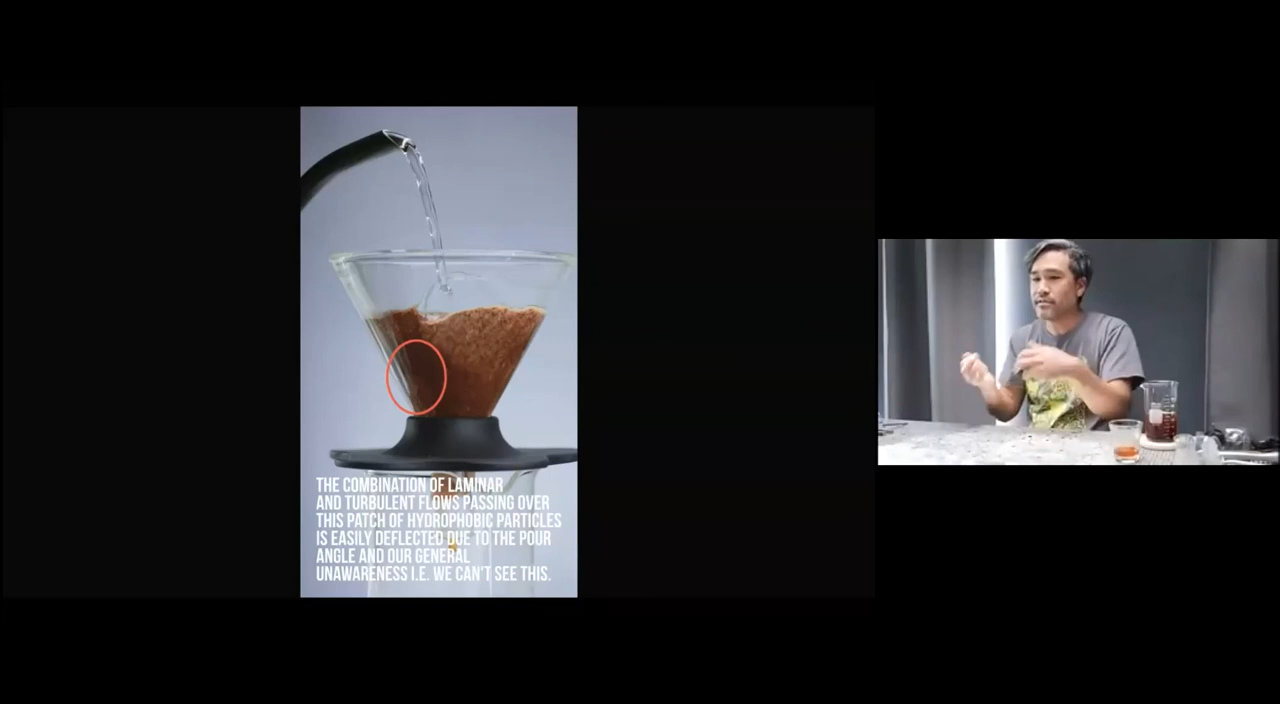 THE COMBINATION OF LAMINAR
AND TURBULENT FLOWS PASSING OVER
THIS PATCH OF HYDROPHOBIC PARTICLES
IS EASILY DEFLECTED DUE TO THE POUR
ANGLE AND OUR GENERAL
UNAWARENESS I.E. WE CAN'T SEE THIS.